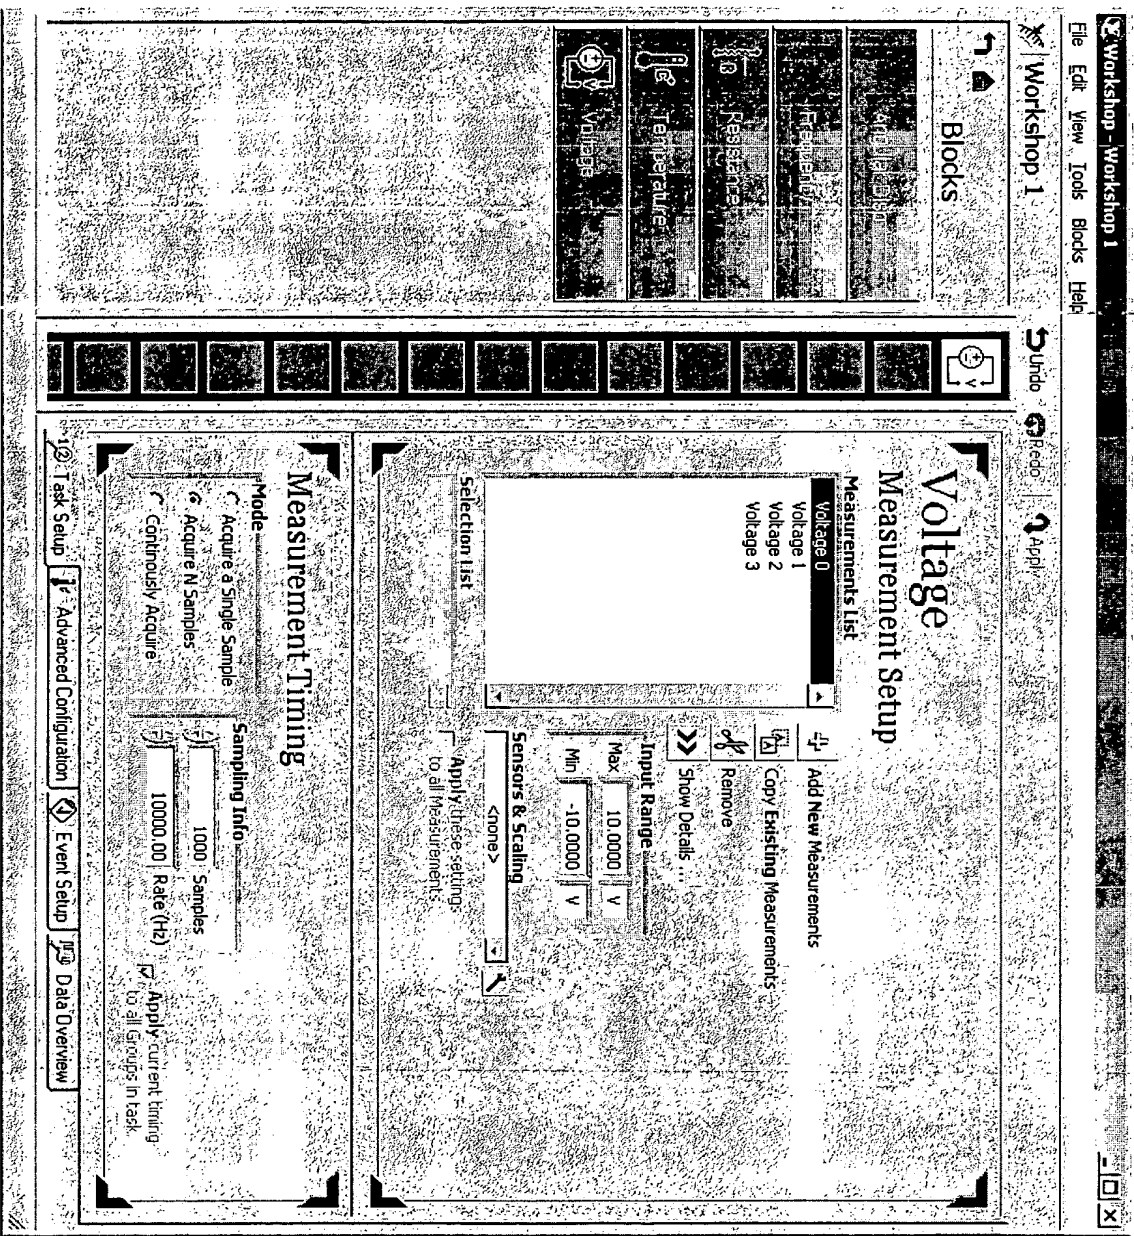 Workshop - Workshop 1
File Edit View Tools Blocks Help
Workshop 1
Undo Redo Apply
Blocks
Frequency
Resistance
Temperature
Voltage
Voltage
Measurement Setup
Measurements List
Voltage 0
Voltage 1
Voltage 2
Voltage 3
Selection List
Add New Measurements
Copy Existing Measurements
Remove
Show Details ...
Input Range
Max 10.0000 V
Min -10.0000 V
Sensors & Scaling
<none>
Apply these settings
to all Measurements
Measurement Timing
Mode
Acquire a Single Sample
Acquire N Samples
Continously Acquire
Sampling Info
1000 Samples
10000.00 Rate (Hz)
Apply current timing
to all Groups in task
Task Setup Advanced Configuration Event Setup Data Overview